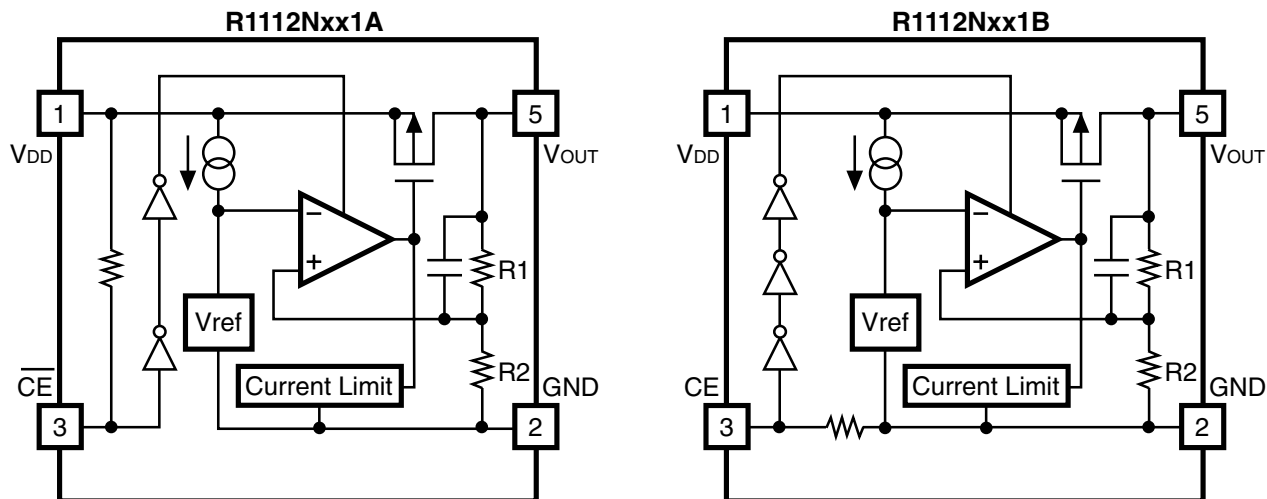 R1112Nxx1A
1
VDD
5
VOUT
−
+
R1
Vref
R2
Current Limit
CE
3
GND
2
R1112Nxx1B
1
VDD
5
VOUT
−
+
R1
Vref
R2
Current Limit
CE
3
GND
2